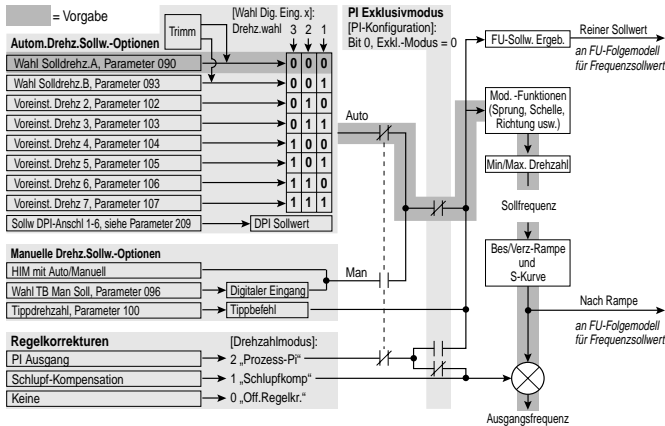 = Vorgabe
Trimm
[Wahl Dig. Eing. x]:
Drehz.wahl 3 2 1
PI Exklusivmodus
[PI-Konfiguration]:
Bit 0, Exkl.-Modus = 0
FU-Sollw. Ergeb.
Reiner Sollwert
an FU-Folgemodell
für Frequenzsollwert
Autom.Drehz.Sollw.-Optionen
Wahl Solldrehz.A, Parameter 090
0 0 0
Wahl Solldrehz.B, Parameter 093
0 0 1
Voreinst. Drehz 2, Parameter 102
0 1 0
Voreinst. Drehz 3, Parameter 103
0 1 1
Voreinst. Drehz 4, Parameter 104
1 0 0
Voreinst. Drehz 5, Parameter 105
1 0 1
Voreinst. Drehz 6, Parameter 106
1 1 0
Voreinst. Drehz 7, Parameter 107
1 1 1
Sollw DPI-Anschl 1-6, siehe Parameter 209
DPI Sollwert
Auto
Mod. -Funktionen
(Sprung, Schelle,
Richtung usw.)
Min/Max. Drehzahl
Sollfrequenz
Manuelle Drehz.Sollw.-Optionen
HIM mit Auto/Manuell
Wahl TB Man Soll, Parameter 096
Digitaler Eingang
Tippdrehzahl, Parameter 100
Tippbefehl
Man
Bes/Verz-Rampe
und
S-Kurve
Nach Rampe
an FU-Folgemodell
für Frequenzsollwert
Regelkorrekturen
[Drehzahlmodus]:
PI Ausgang
2 „Prozess-Pi“
Schlupf-Kompensation
1 „Schlupfkomp“
Keine
0 „Off.Regelkr.“
Ausgangsfrequenz